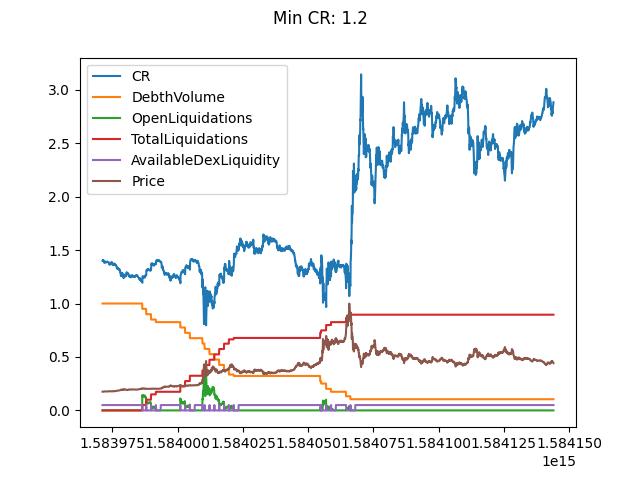 Min CR: 1.2
CR
DebthVolume
OpenLiquidations
TotalLiquidations
AvailableDexLiquidity
Price
3.0
2.5
2.0
1.5
1.0
0.5
0.0
1.583975 1.584000 1.584025 1.584050 1.584075 1.584100 1.584125 1.584150
1e15